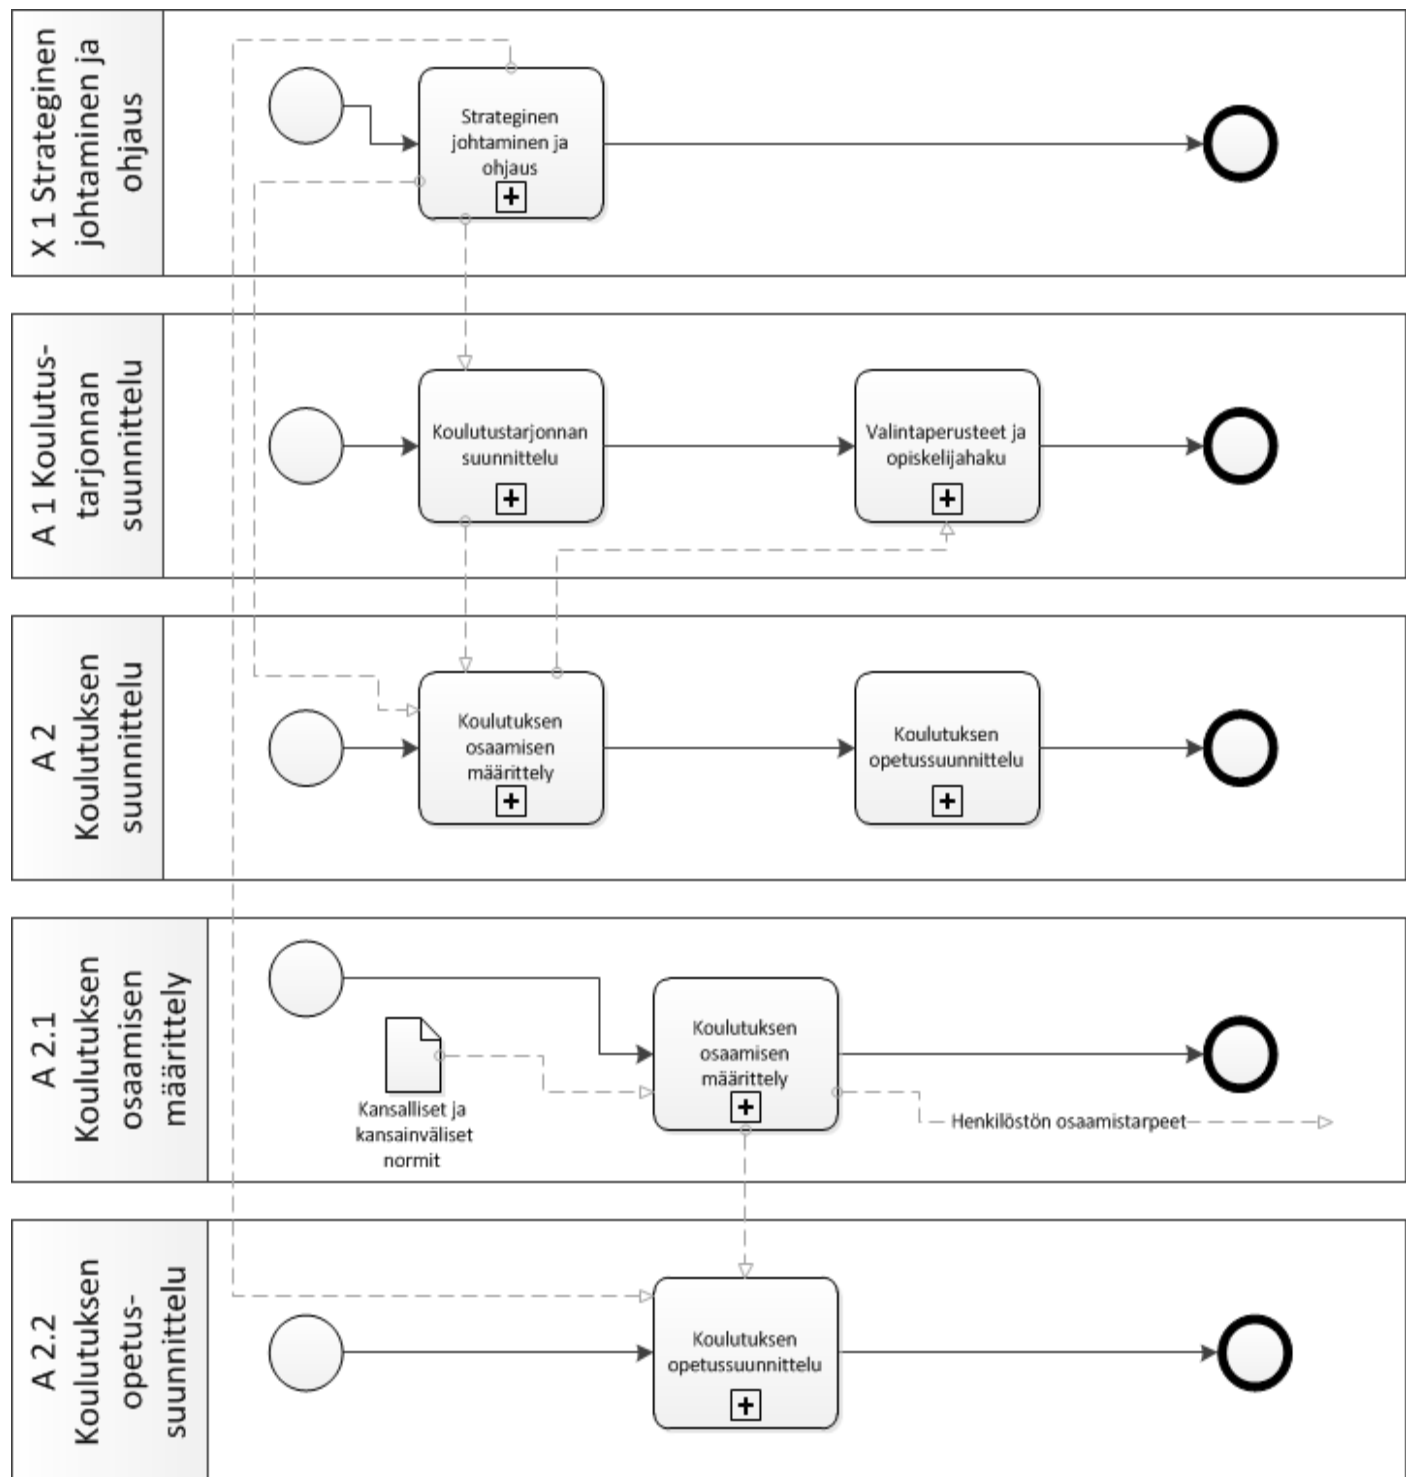 X 1 Strateginen
johtaminen ja
ohjaus
Strateginen
johtaminen ja
ohjaus
A 1 Koulutus-
tarjonnan
suunnittelu
Koulutustarjonnan
suunnittelu
Valintaperusteet ja
opiskelijahaku
A 2
Koulutuksen
suunnittelu
Koulutuksen
osaamisen
määrittely
Koulutuksen
opetussuunnittelu
A 2.1
Koulutuksen
osaamisen
määrittely
Kansalliset ja
kansainväliset
normit
Koulutuksen
osaamisen
määrittely
Henkilöstön osaamistarpeet
A 2.2
Koulutuksen
opetus-
suunnittelu
Koulutuksen
opetussuunnittelu